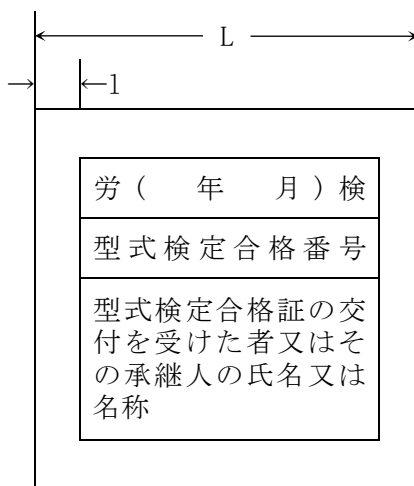 L
1
労（　年　月）検
型式検定合格番号
型式検定合格証の交
付を受けた者又はそ
の承継人の氏名又は
名称